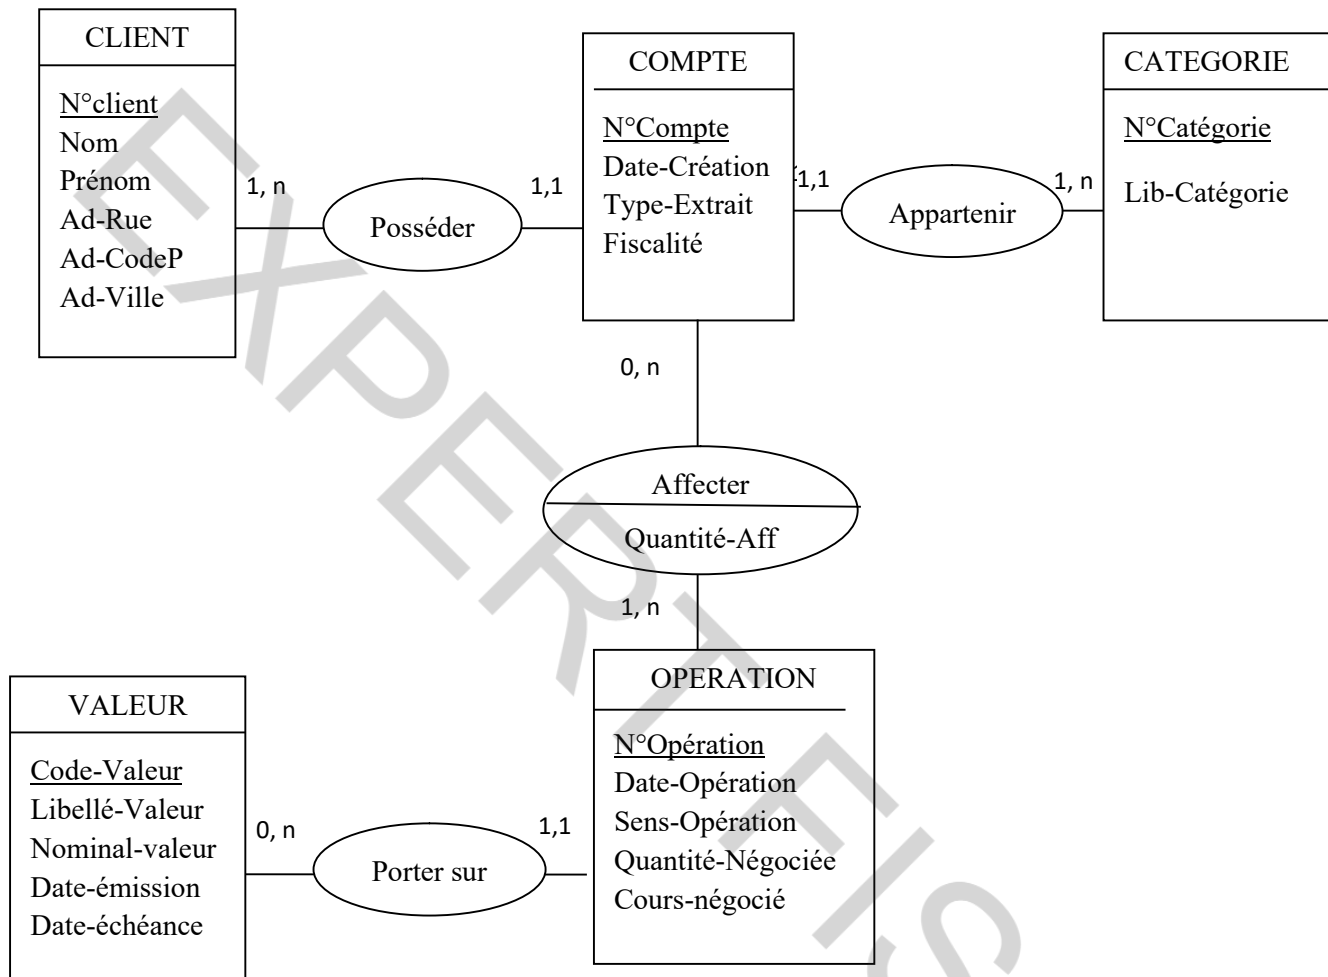 CLIENT
N°client
Nom
Prénom
Ad-Rue
Ad-CodeP
Ad-Ville
1, n
Posséder
1,1
COMPTE
N°Compte
Date-Création
Type-Extrait
Fiscalité
1,1
Appartenir
1, n
CATEGORIE
N°Catégorie
Lib-Catégorie
0, n
Affecter
Quantité-Aff
1, n
VALEUR
Code-Valeur
Libellé-Valeur
Nominal-valeur
Date-émission
Date-échéance
0, n
Porter sur
1,1
OPERATION
N°Opération
Date-Opération
Sens-Opération
Quantité-Négociée
Cours-négocié
EXPERT FIS